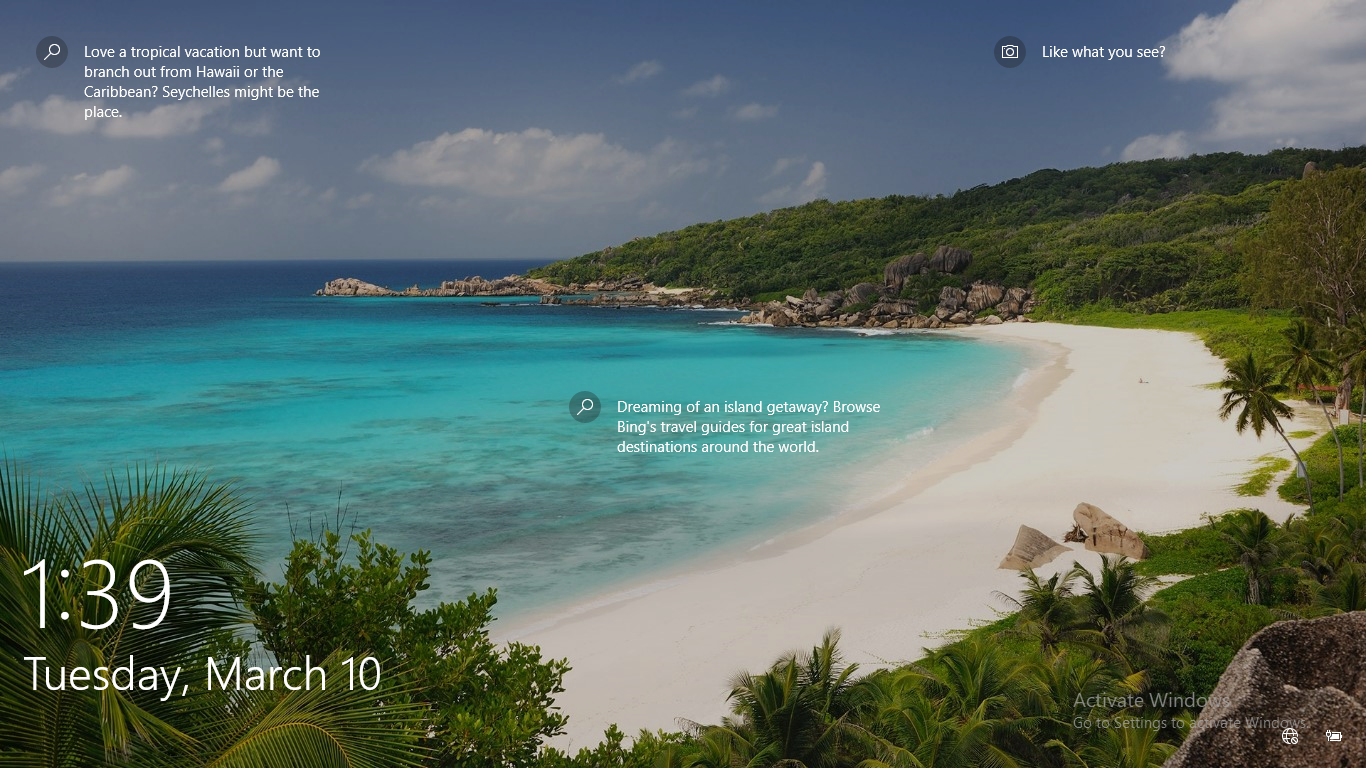 Love a tropical vacation but want to
branch out from Hawaii or the
Caribbean? Seychelles might be the
place.
Like what you see?
Dreaming of an island getaway? Browse
Bing's travel guides for great island
destinations around the world.
1:39
Tuesday, March 10
Activate Windows
Go to Settings to activate Windows.